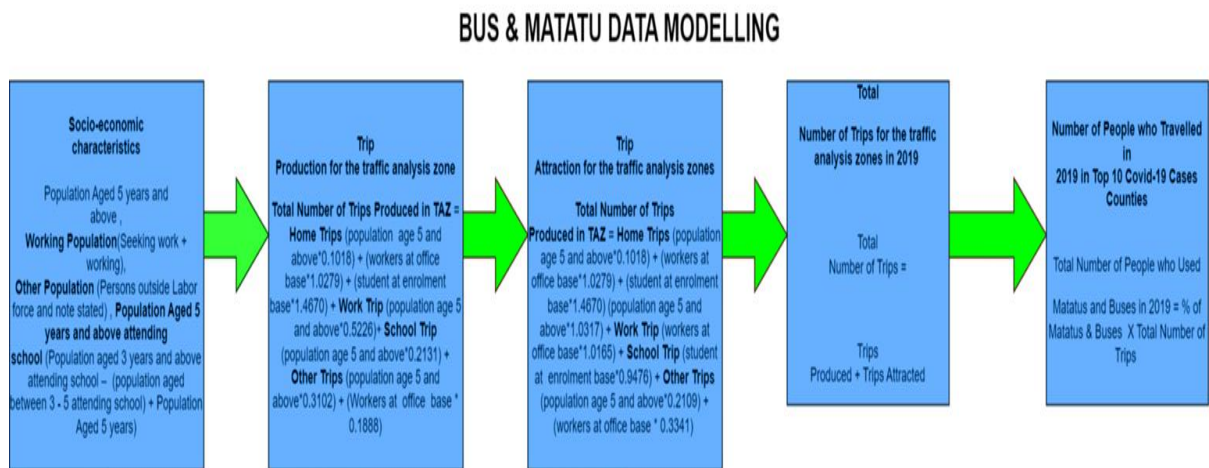 BUS & MATATU DATA MODELLING
Socio-economic
characteristics
Population Aged 5 years and
above ,
Working Population(Seeking work +
working),
Other Population (Persons outside Labor
force and note stated) , Population Aged 5
years and above attending
school (Population aged 3 years and above
attending school – (population aged
between 3 - 5 attending school) + Population
Aged 5 years)
Trip
Production for the traffic analysis zone
Total Number of Trips Produced in TAZ =
Home Trips (population age 5 and
above*0.1018) + (workers at office
base*1.0279) + (student at enrolment
base*1.4670) + Work Trip (population age 5
and above*0.5226)+ School Trip
(population age 5 and above*0.2131) +
Other Trips (population age 5 and
above*0.3102) + (Workers at office base *
0.1888)
Trip
Attraction for the traffic analysis zones
Total Number of Trips
Produced in TAZ = Home Trips (population
age 5 and above*0.1018) + (workers at
office base*1.0279) + (student at enrolment
base*1.4670) (population age 5 and
above*1.0317) + Work Trip (workers at
office base*1.0165) + School Trip (student
at enrolment base*0.9476) + Other Trips
(population age 5 and above*0.2109) +
(workers at office base * 0.3341)
Total
Number of Trips for the traffic
analysis zones in 2019
Total
Number of Trips =
Trips
Produced + Trips Attracted
Number of People who Travelled
in
2019 in Top 10 Covid-19 Cases
Counties
Total Number of People who Used
Matatus and Buses in 2019 = % of
Matatus & Buses X Total Number of
Trips